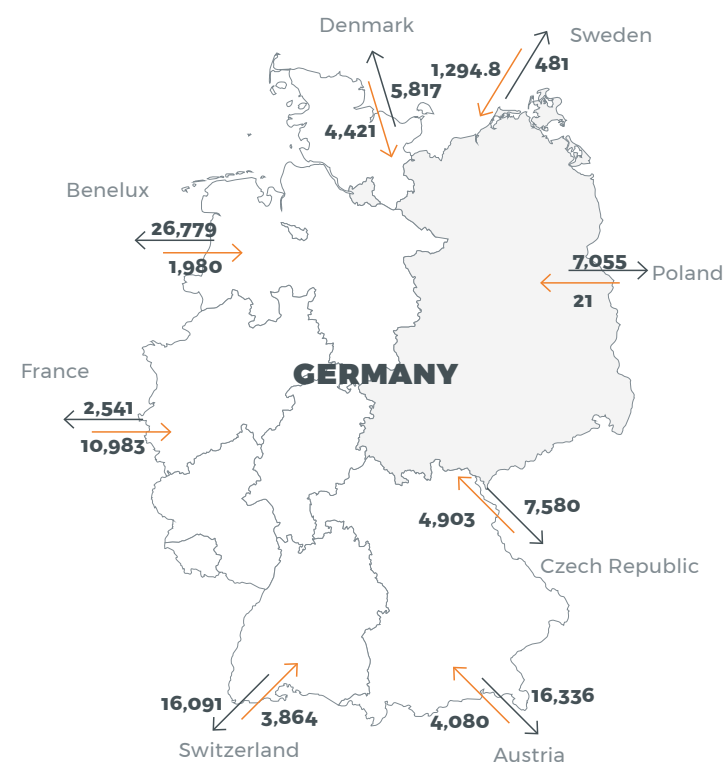 Denmark
Sweden
1,294.8
481
5,817
4,421
Benelux
26,779
1,980
7,055
Poland
21
France
GERMANY
2,541
10,983
7,580
4,903
Czech Republic
16,091
3,864
16,336
4,080
Switzerland
Austria